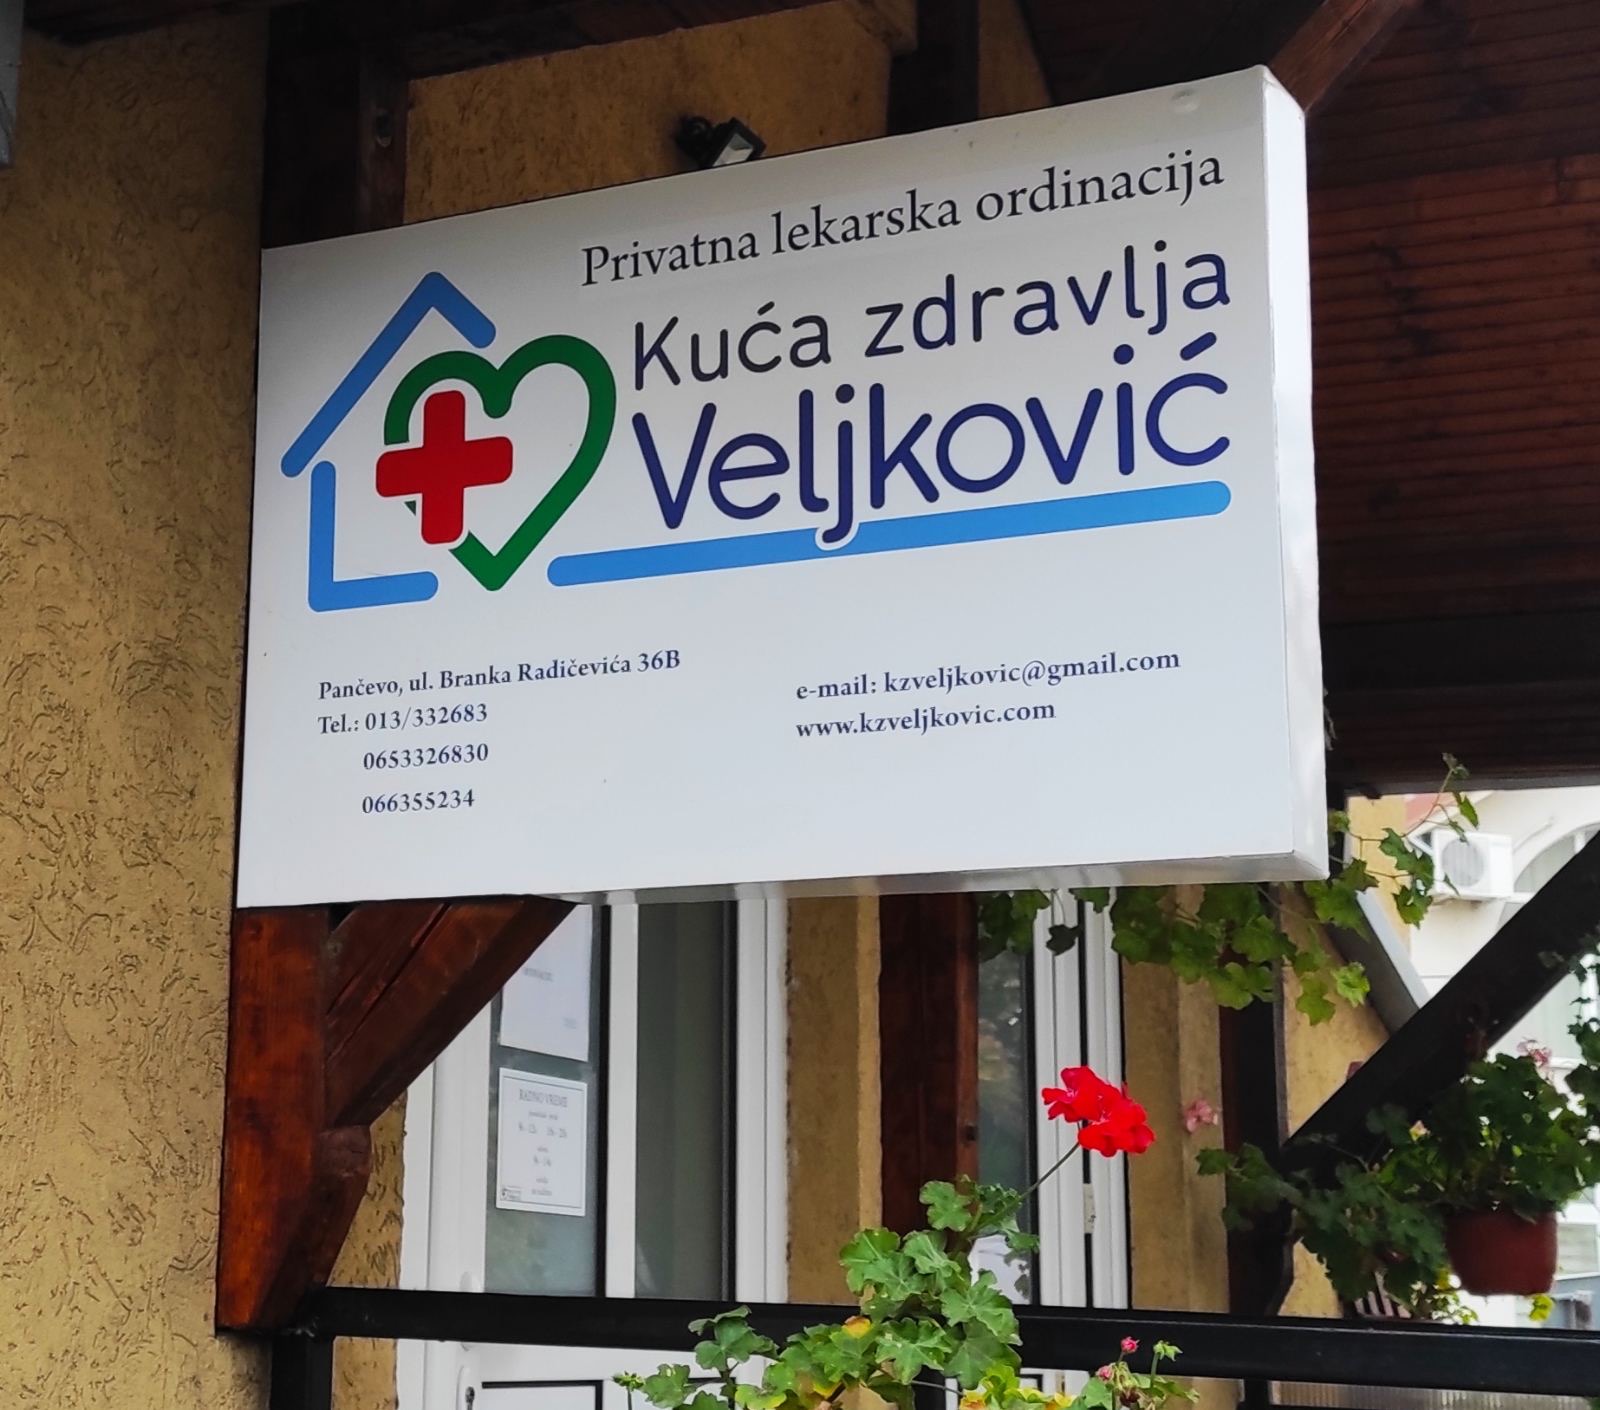 Privatna lekarska ordinacija
Kuća zdravlja
Veljković
Pančevo, ul. Branka Radičevića 36B
Tel.: 013/332683
0653326830
066355234
e-mail: kzveljkovic@gmail.com
www.kzveljkovic.com
RADNO VREME